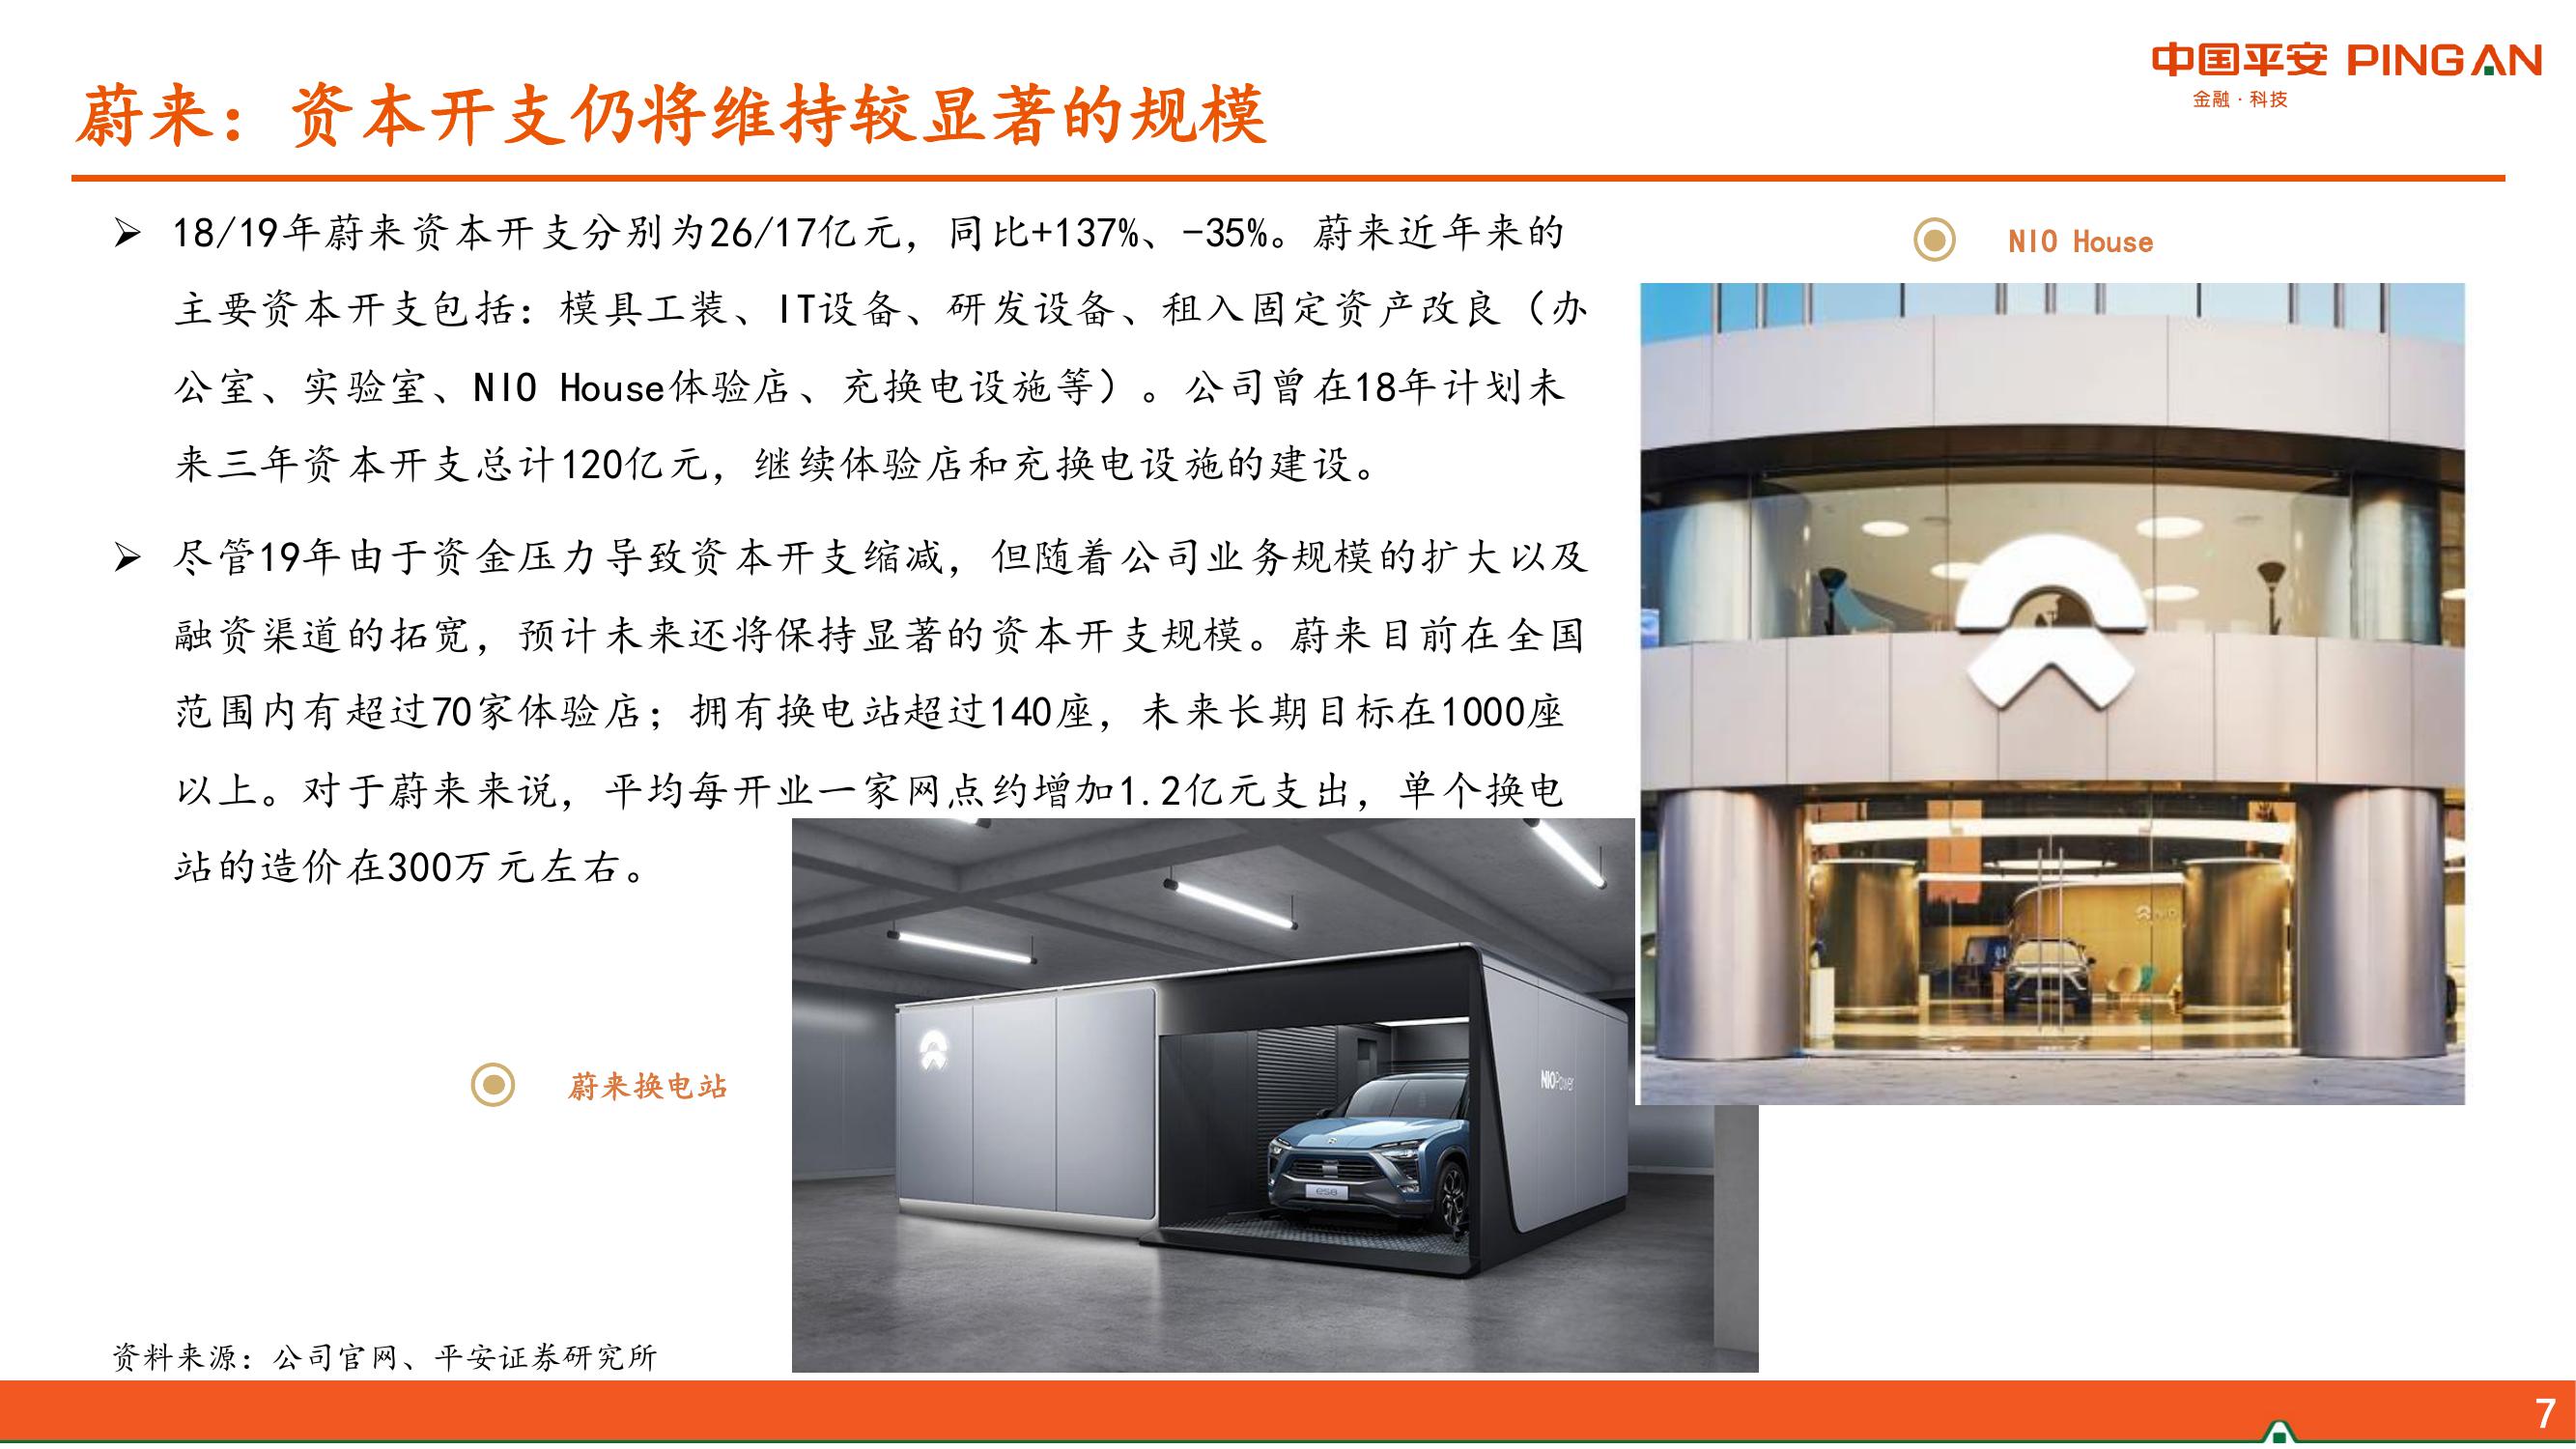 中国平安 PINGAN
金融·科技
蔚来：资本开支仍将维持较显著的规模
➢ 18/19年蔚来资本开支分别为26/17亿元，同比+137%、-35%。蔚来近年来的
主要资本开支包括：模具工装、IT设备、研发设备、租入固定资产改良（办
公室、实验室、NIO House体验店、充换电设施等）。公司曾在18年计划未
来三年资本开支总计120亿元，继续体验店和充换电设施的建设。
➢ 尽管19年由于资金压力导致资本开支缩减，但随着公司业务规模的扩大以及
融资渠道的拓宽，预计未来还将保持显著的资本开支规模。蔚来目前在全国
范围内有超过70家体验店；拥有换电站超过140座，未来长期目标在1000座
以上。对于蔚来来说，平均每开业一家网点约增加1.2亿元支出，单个换电
站的造价在300万元左右。
NIO House
蔚来换电站
NIOPower
es8
资料来源：公司官网、平安证券研究所
7